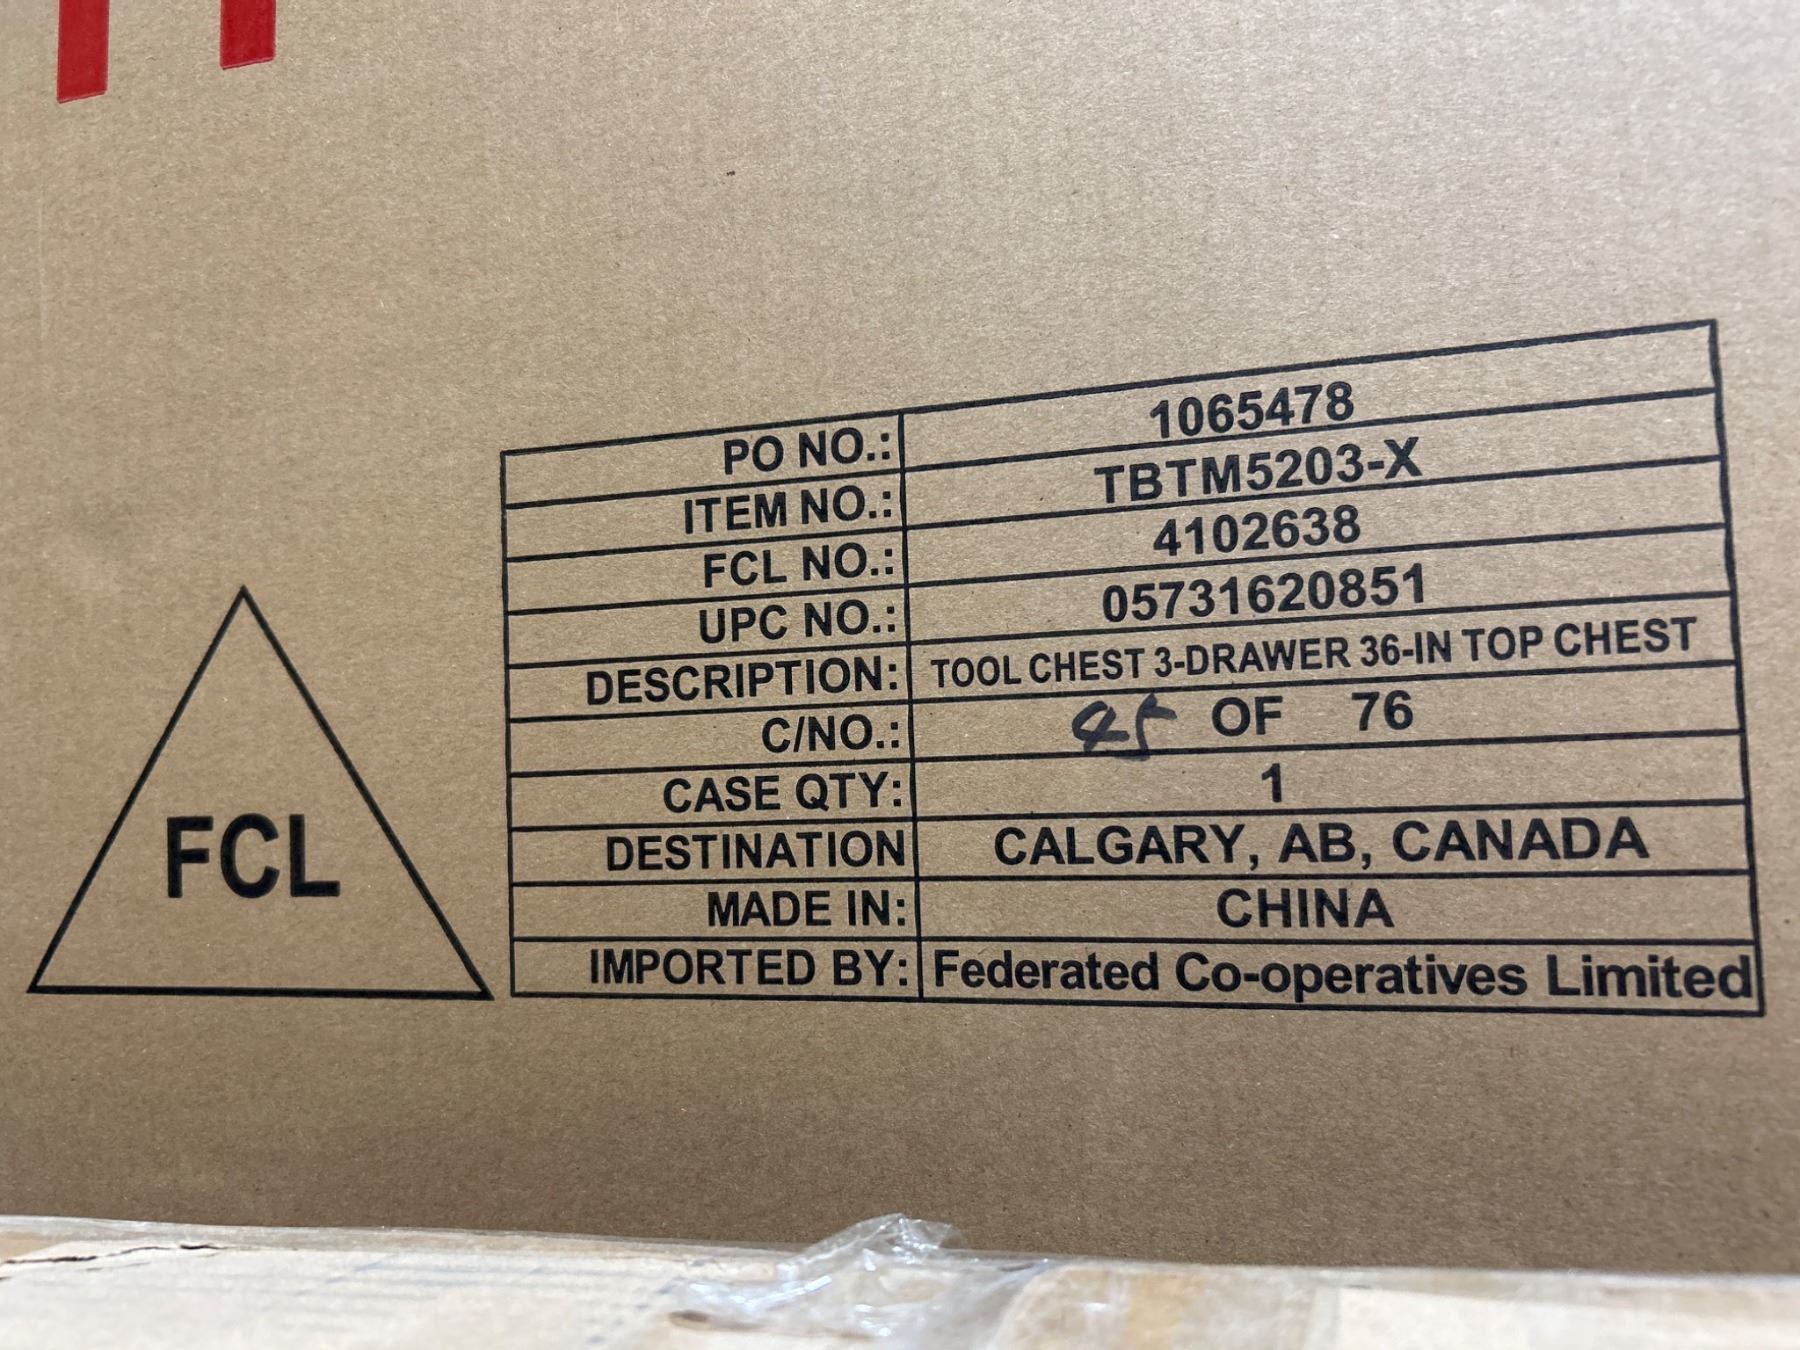 PO NO.: 1065478
ITEM NO.: TBTM5203-X
FCL NO.: 4102638
UPC NO.: 05731620851
DESCRIPTION: TOOL CHEST 3-DRAWER 36-IN TOP CHEST
C/NO.: 45 OF 76
CASE QTY: 1
DESTINATION CALGARY, AB, CANADA
MADE IN: CHINA
IMPORTED BY: Federated Co-operatives Limited
FCL